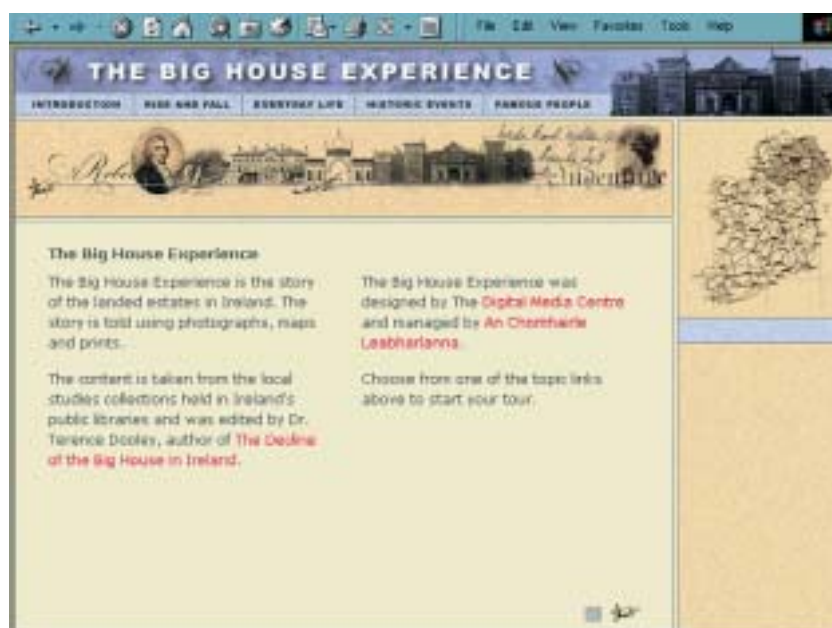 File Edit View Favorites Tools Help
THE BIG HOUSE EXPERIENCE
INTRODUCTION RISE AND FALL EVERYDAY LIFE HISTORIC EVENTS FAMOUS PEOPLE
Indenture
The Big House Experience
The Big House Experience is the story
of the landed estates in Ireland. The
story is told using photographs, maps
and prints.
The content is taken from the local
studies collections held in Ireland's
public libraries and was edited by Dr.
Terence Dooley, author of The Decline
of the Big House in Ireland.
The Big House Experience was
designed by The Digital Media Centre
and managed by An Chomhairle
Leabharlanna.
Choose from one of the topic links
above to start your tour.